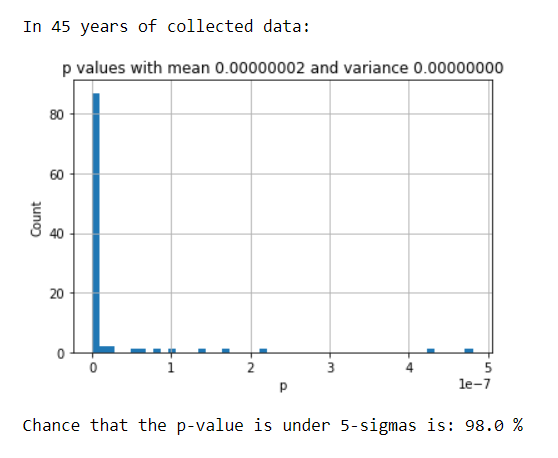 In 45 years of collected data:
p values with mean 0.00000002 and variance 0.00000000
80
60
40
20
0
Count
0 1 2 3 4 5
1e−7
p
Chance that the p-value is under 5-sigmas is: 98.0 %